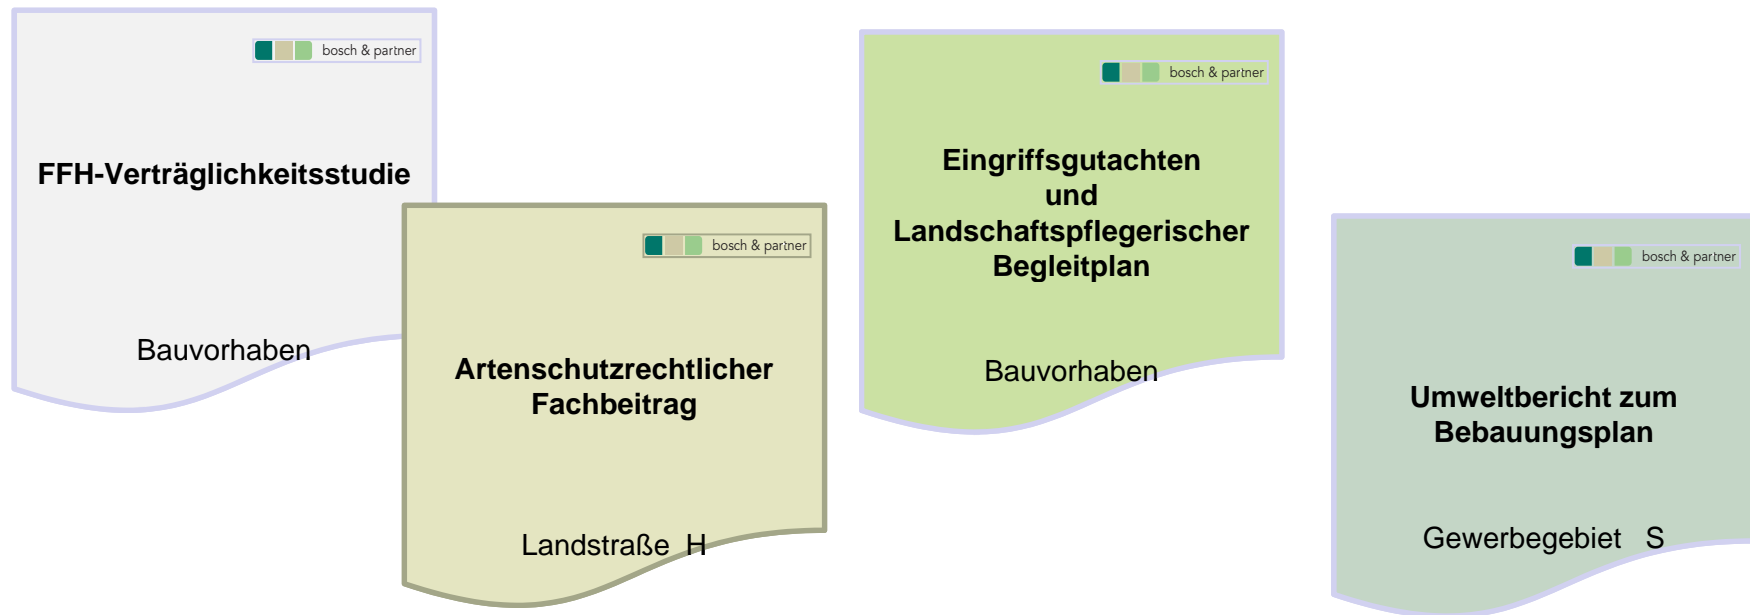 bosch & partner
FFH-Verträglichkeitsstudie
Bauvorhaben
bosch & partner
Artenschutzrechtlicher
Fachbeitrag
Landstraße H
bosch & partner
Eingriffsgutachten
und
Landschaftspflegerischer
Begleitplan
Bauvorhaben
bosch & partner
Umweltbericht zum
Bebauungsplan
Gewerbegebiet S